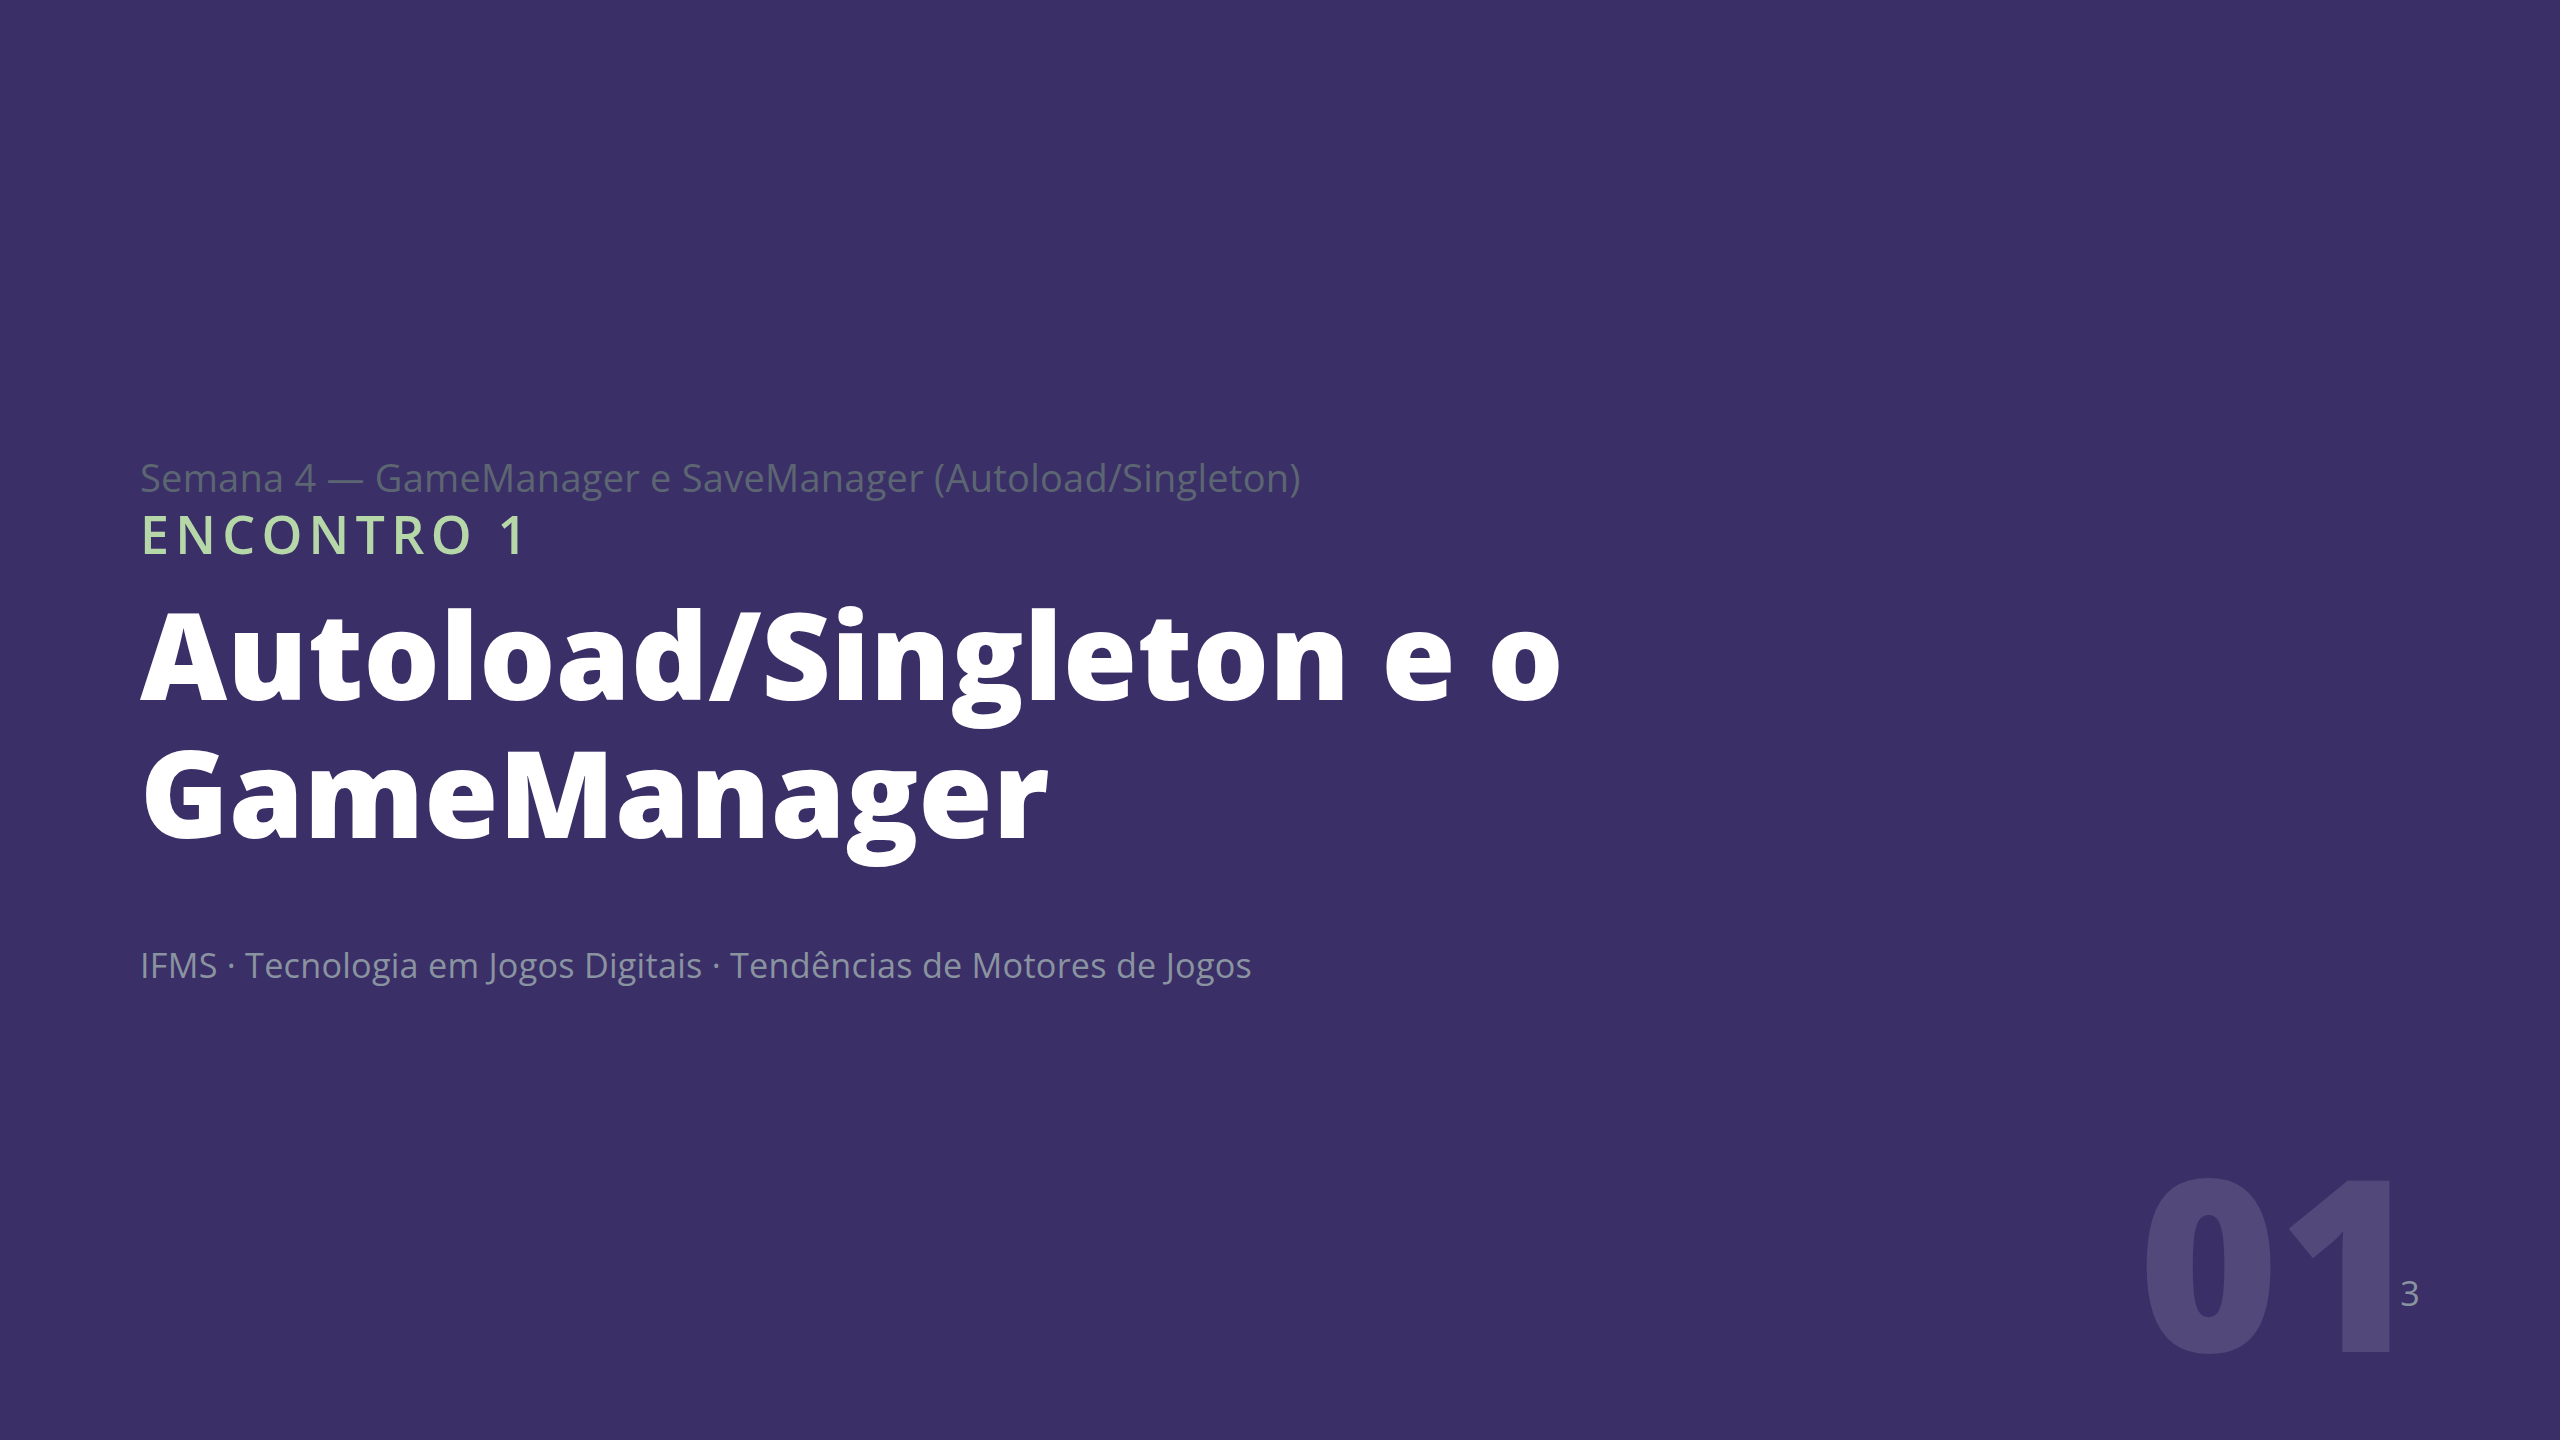 Semana 4 — GameManager e SaveManager (Autoload/Singleton)
ENCONTRO 1
Autoload/Singleton e o
GameManager
IFMS · Tecnologia em Jogos Digitais · Tendências de Motores de Jogos
01
3